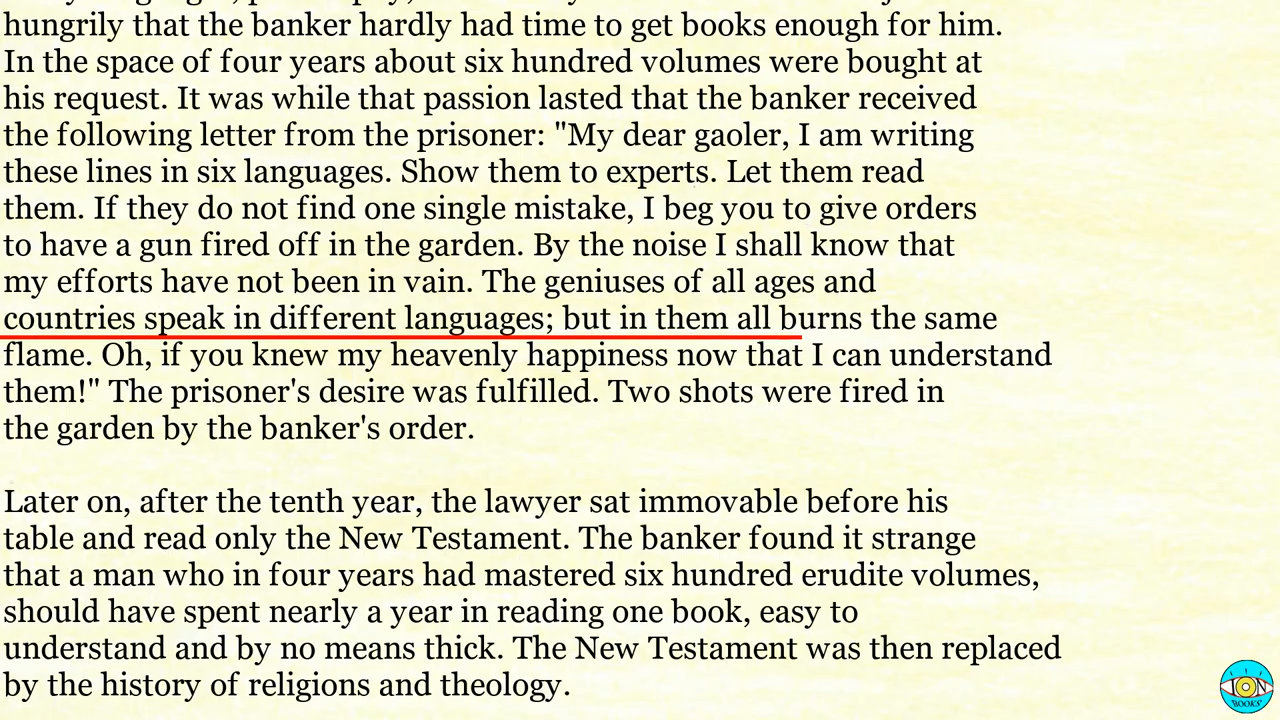 hungrily that the banker hardly had time to get books enough for him.
In the space of four years about six hundred volumes were bought at
his request. It was while that passion lasted that the banker received
the following letter from the prisoner: "My dear gaoler, I am writing
these lines in six languages. Show them to experts. Let them read
them. If they do not find one single mistake, I beg you to give orders
to have a gun fired off in the garden. By the noise I shall know that
my efforts have not been in vain. The geniuses of all ages and
countries speak in different languages; but in them all burns the same
flame. Oh, if you knew my heavenly happiness now that I can understand
them!" The prisoner's desire was fulfilled. Two shots were fired in
the garden by the banker's order.
Later on, after the tenth year, the lawyer sat immovable before his
table and read only the New Testament. The banker found it strange
that a man who in four years had mastered six hundred erudite volumes,
should have spent nearly a year in reading one book, easy to
understand and by no means thick. The New Testament was then replaced
by the history of religions and theology.
ION
BOOKS